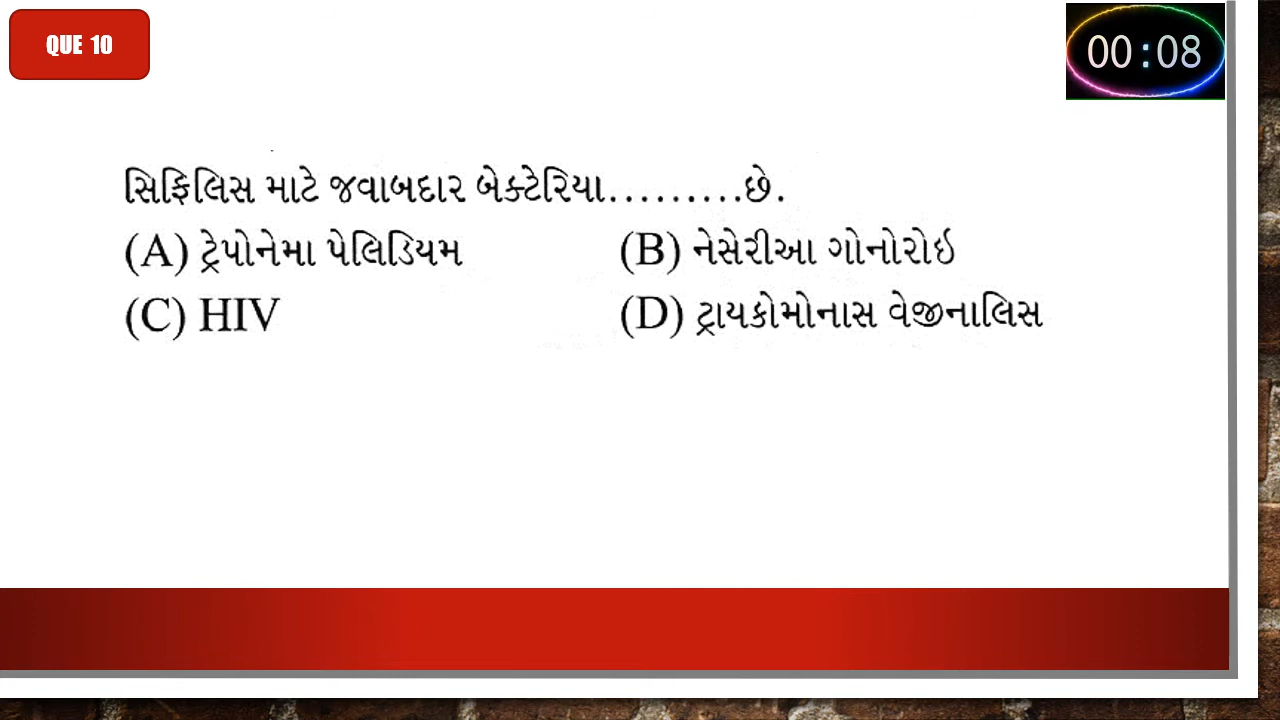 QUE 10
00:08
સિફિલિસ માટે જવાબદાર બેક્ટેરિયા.........છે.
(A) ટ્રેપોનેમા પેલિડિયમ (B) નેસેરીઆ ગોનોરોઇ
(C) HIV (D) ટ્રાયકોમોનાસ વેજીનાલિસ